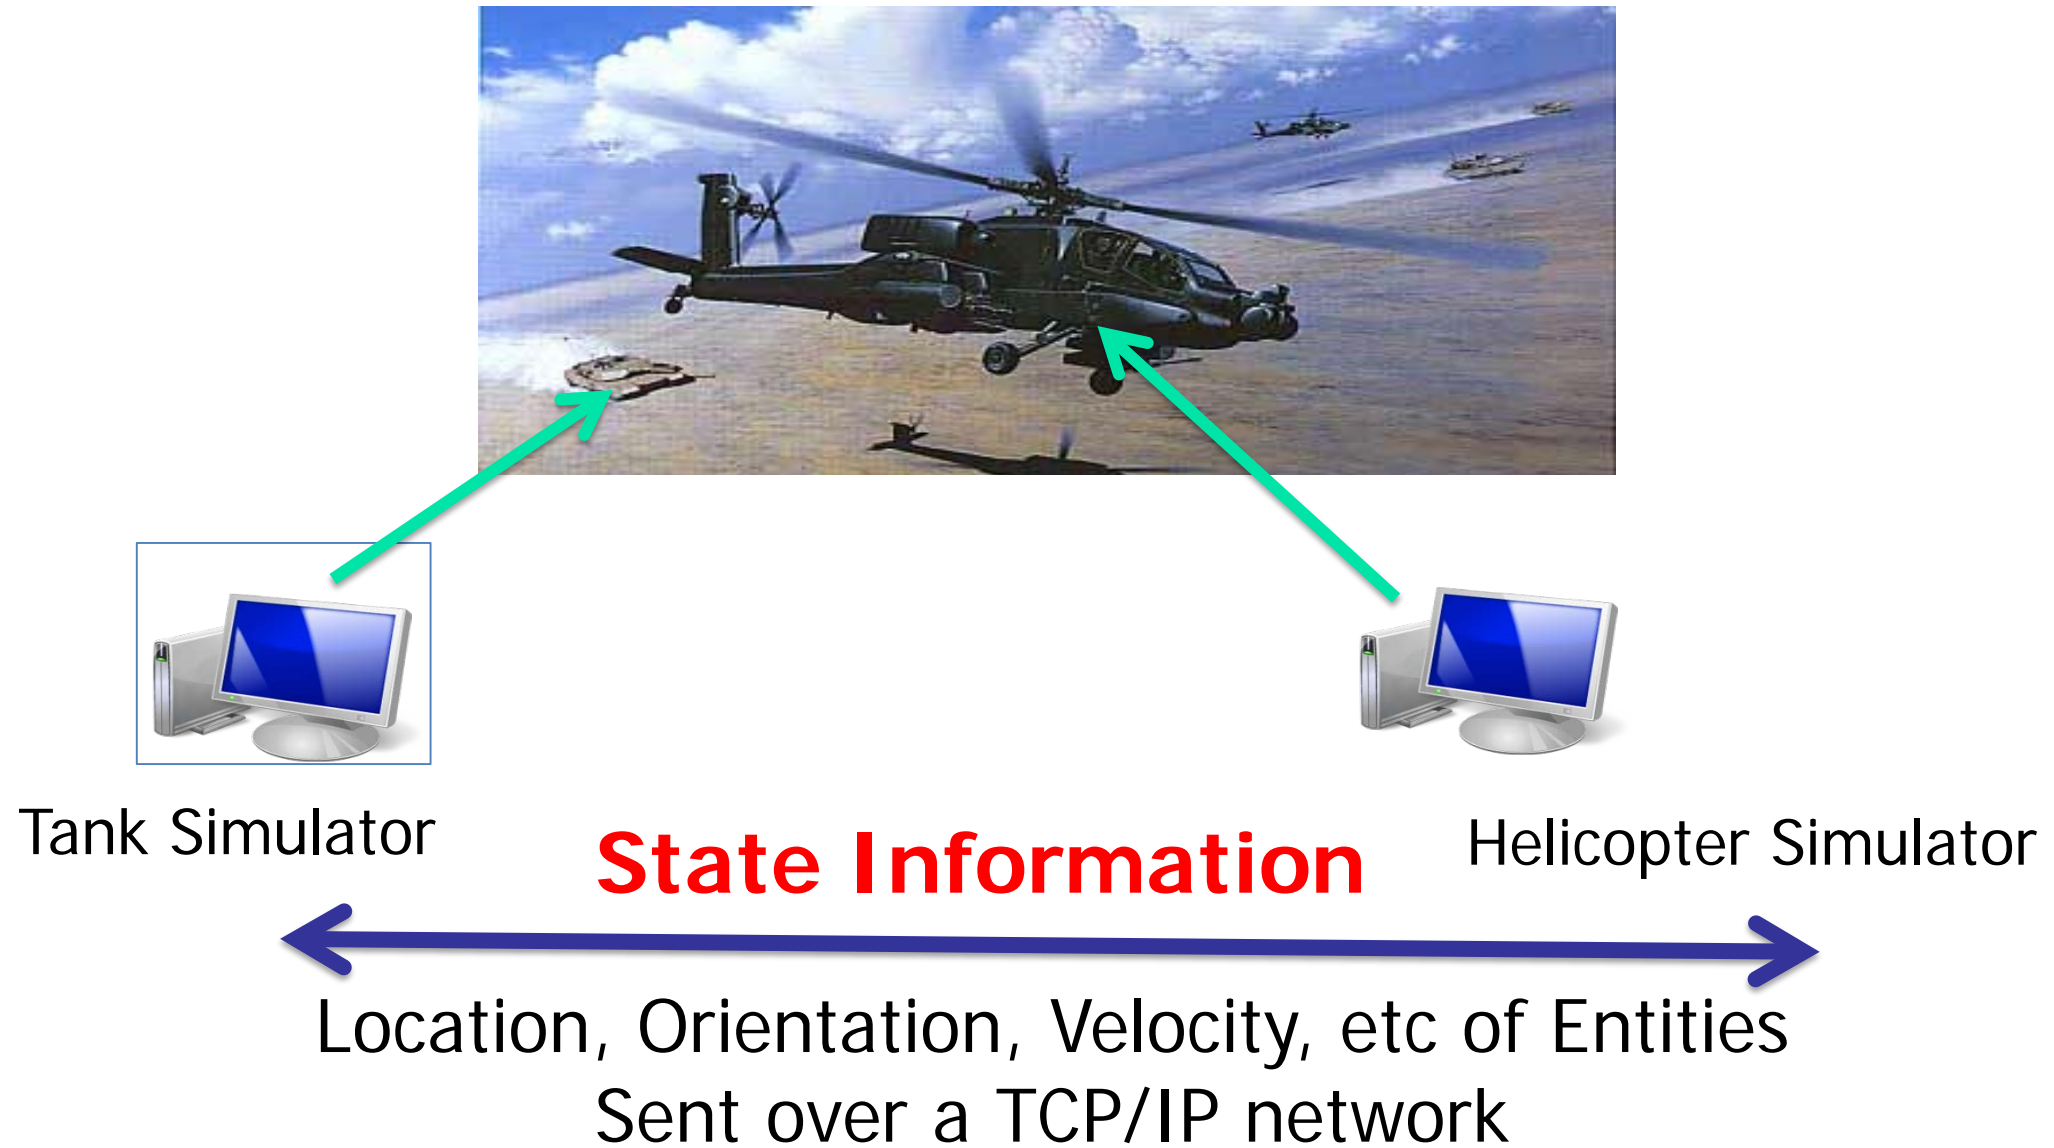 Tank Simulator
State Information
Helicopter Simulator
Location, Orientation, Velocity, etc of Entities
Sent over a TCP/IP network